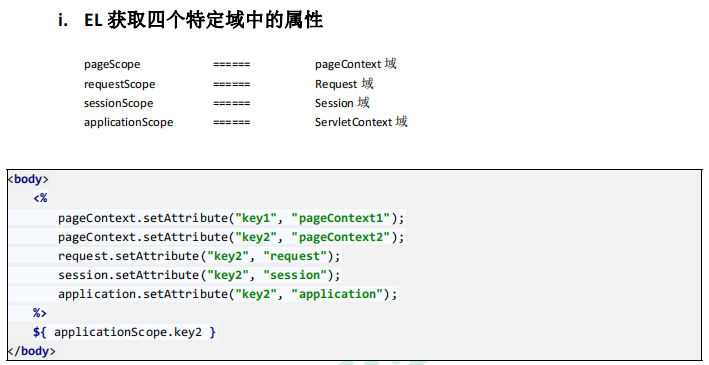 i. EL 获取四个特定域中的属性
pageScope ====== pageContext 域
requestScope ====== Request 域
sessionScope ====== Session 域
applicationScope ====== ServletContext 域
<body>
<%
pageContext.setAttribute("key1", "pageContext1");
pageContext.setAttribute("key2", "pageContext2");
request.setAttribute("key2", "request");
session.setAttribute("key2", "session");
application.setAttribute("key2", "application");
%>
${ applicationScope.key2 }
</body>